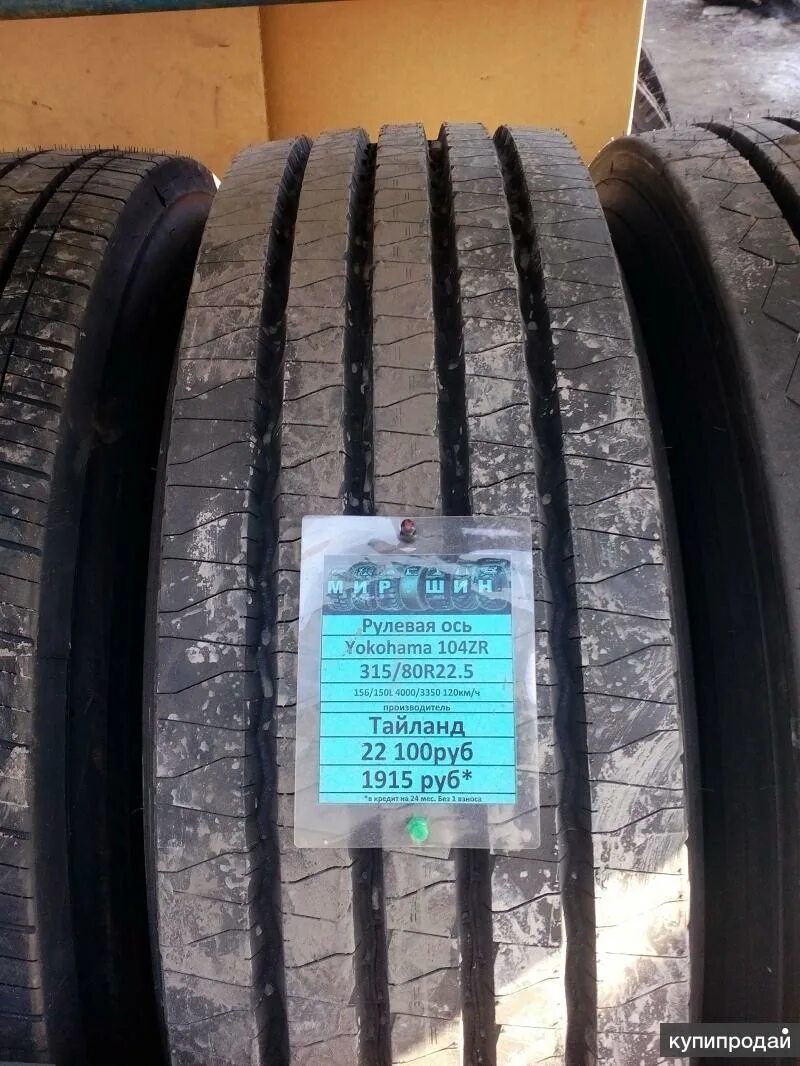 МИР ШИН
Рулевая ось
Yokohama 104ZR
315/80R22.5
156/150L 4000/3350 120км/ч
производитель
Тайланд
22 100руб
1915 руб*
*в кредит на 24 мес. Без 1 взноса
купипродай